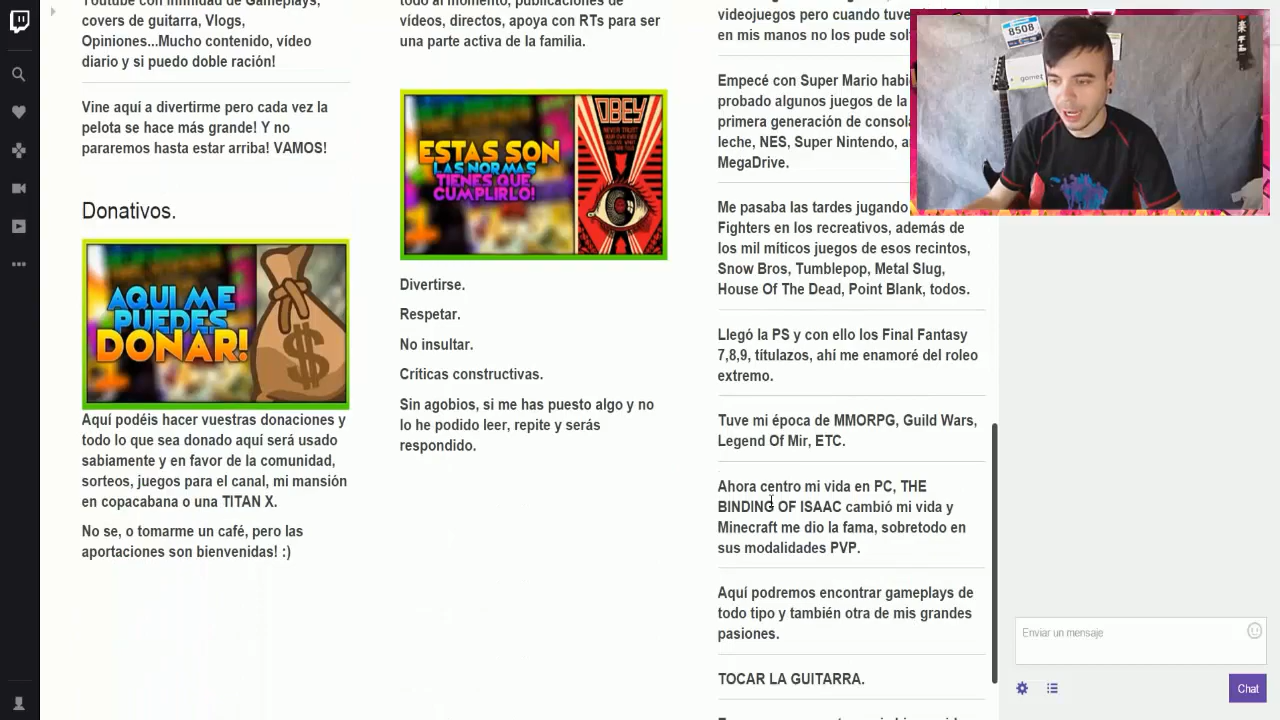 Youtube con infinidad de Gameplays,
covers de guitarra, Vlogs,
Opiniones...Mucho contenido, vídeo
diario y si puedo doble ración!
Vine aquí a divertirme pero cada vez la
pelota se hace más grande! Y no
pararemos hasta estar arriba! VAMOS!
Donativos.
AQUI ME
PUEDES
DONAR!
$
Aquí podéis hacer vuestras donaciones y
todo lo que sea donado aquí será usado
sabiamente y en favor de la comunidad,
sorteos, juegos para el canal, mi mansión
en copacabana o una TITAN X.
No se, o tomarme un café, pero las
aportaciones son bienvenidas! :)
todo al momento, publicaciones de
vídeos, directos, apoya con RTs para ser
una parte activa de la familia.
ESTAS SON
LAS NORMAS
TIENES QUE
CUMPLIRLO!
OBEY
NEVER TRUST
Divertirse.
Respetar.
No insultar.
Críticas constructivas.
Sin agobios, si me has puesto algo y no
lo he podido leer, repite y serás
respondido.
videojuegos pero cuando tuve
en mis manos no los pude
Empecé con Super Mario
probado algunos juegos de la
primera generación de
leche, NES, Super Nintendo,
MegaDrive.
Me pasaba las tardes jugando
Fighters en los recreativos, además de
los mil míticos juegos de esos recintos,
Snow Bros, Tumblepop, Metal Slug,
House Of The Dead, Point Blank, todos.
Llegó la PS y con ello los Final Fantasy
7,8,9, títulazos, ahí me enamoré del roleo
extremo.
Tuve mi época de MMORPG, Guild Wars,
Legend Of Mir, ETC.
Ahora centro mi vida en PC, THE
BINDING OF ISAAC cambió mi vida y
Minecraft me dio la fama, sobretodo en
sus modalidades PVP.
Aquí podremos encontrar gameplays de
todo tipo y también otra de mis grandes
pasiones.
TOCAR LA GUITARRA.
8508
Enviar un mensaje
Chat